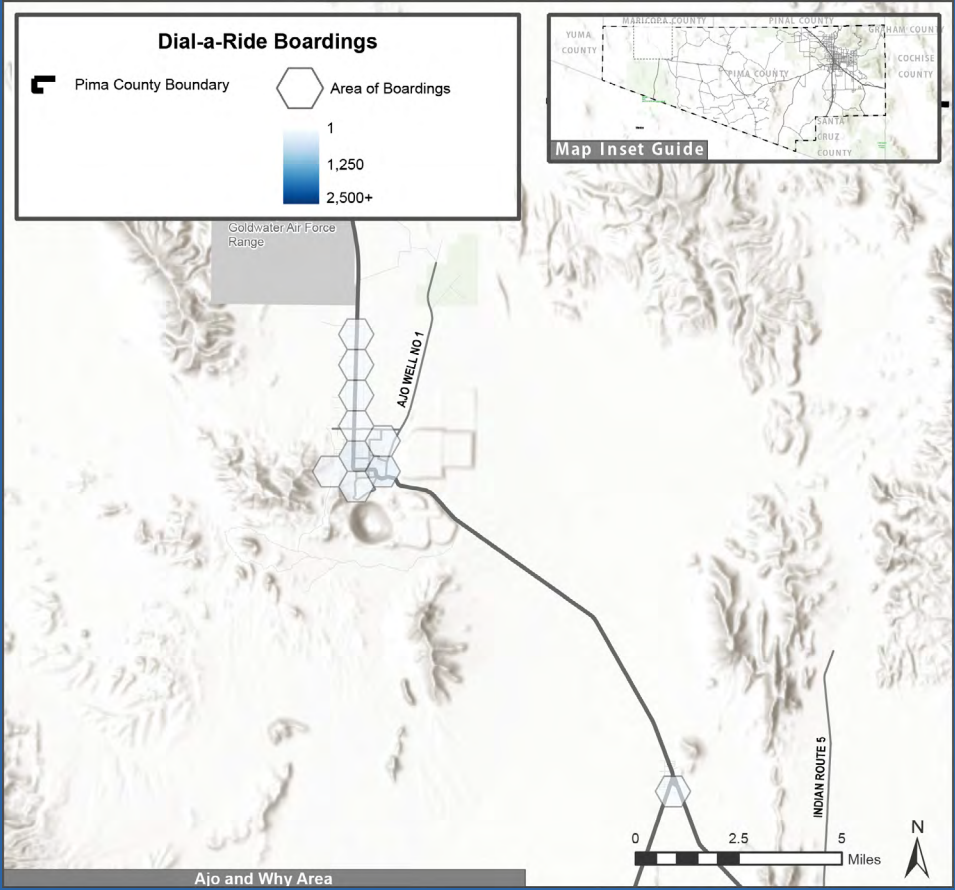 Dial-a-Ride Boardings
Pima County Boundary
Area of Boardings
1
1,250
2,500+
MARICOPA COUNTY
PINAL COUNTY
GRAHAM COUNTY
YUMA
COUNTY
COCHISE
COUNTY
PIMA COUNTY
SANTA
CRUZ
COUNTY
Map Inset Guide
Goldwater Air Force
Range
AJO WELL NO 1
INDIAN ROUTE 5
N
0
2.5
5
Miles
Ajo and Why Area